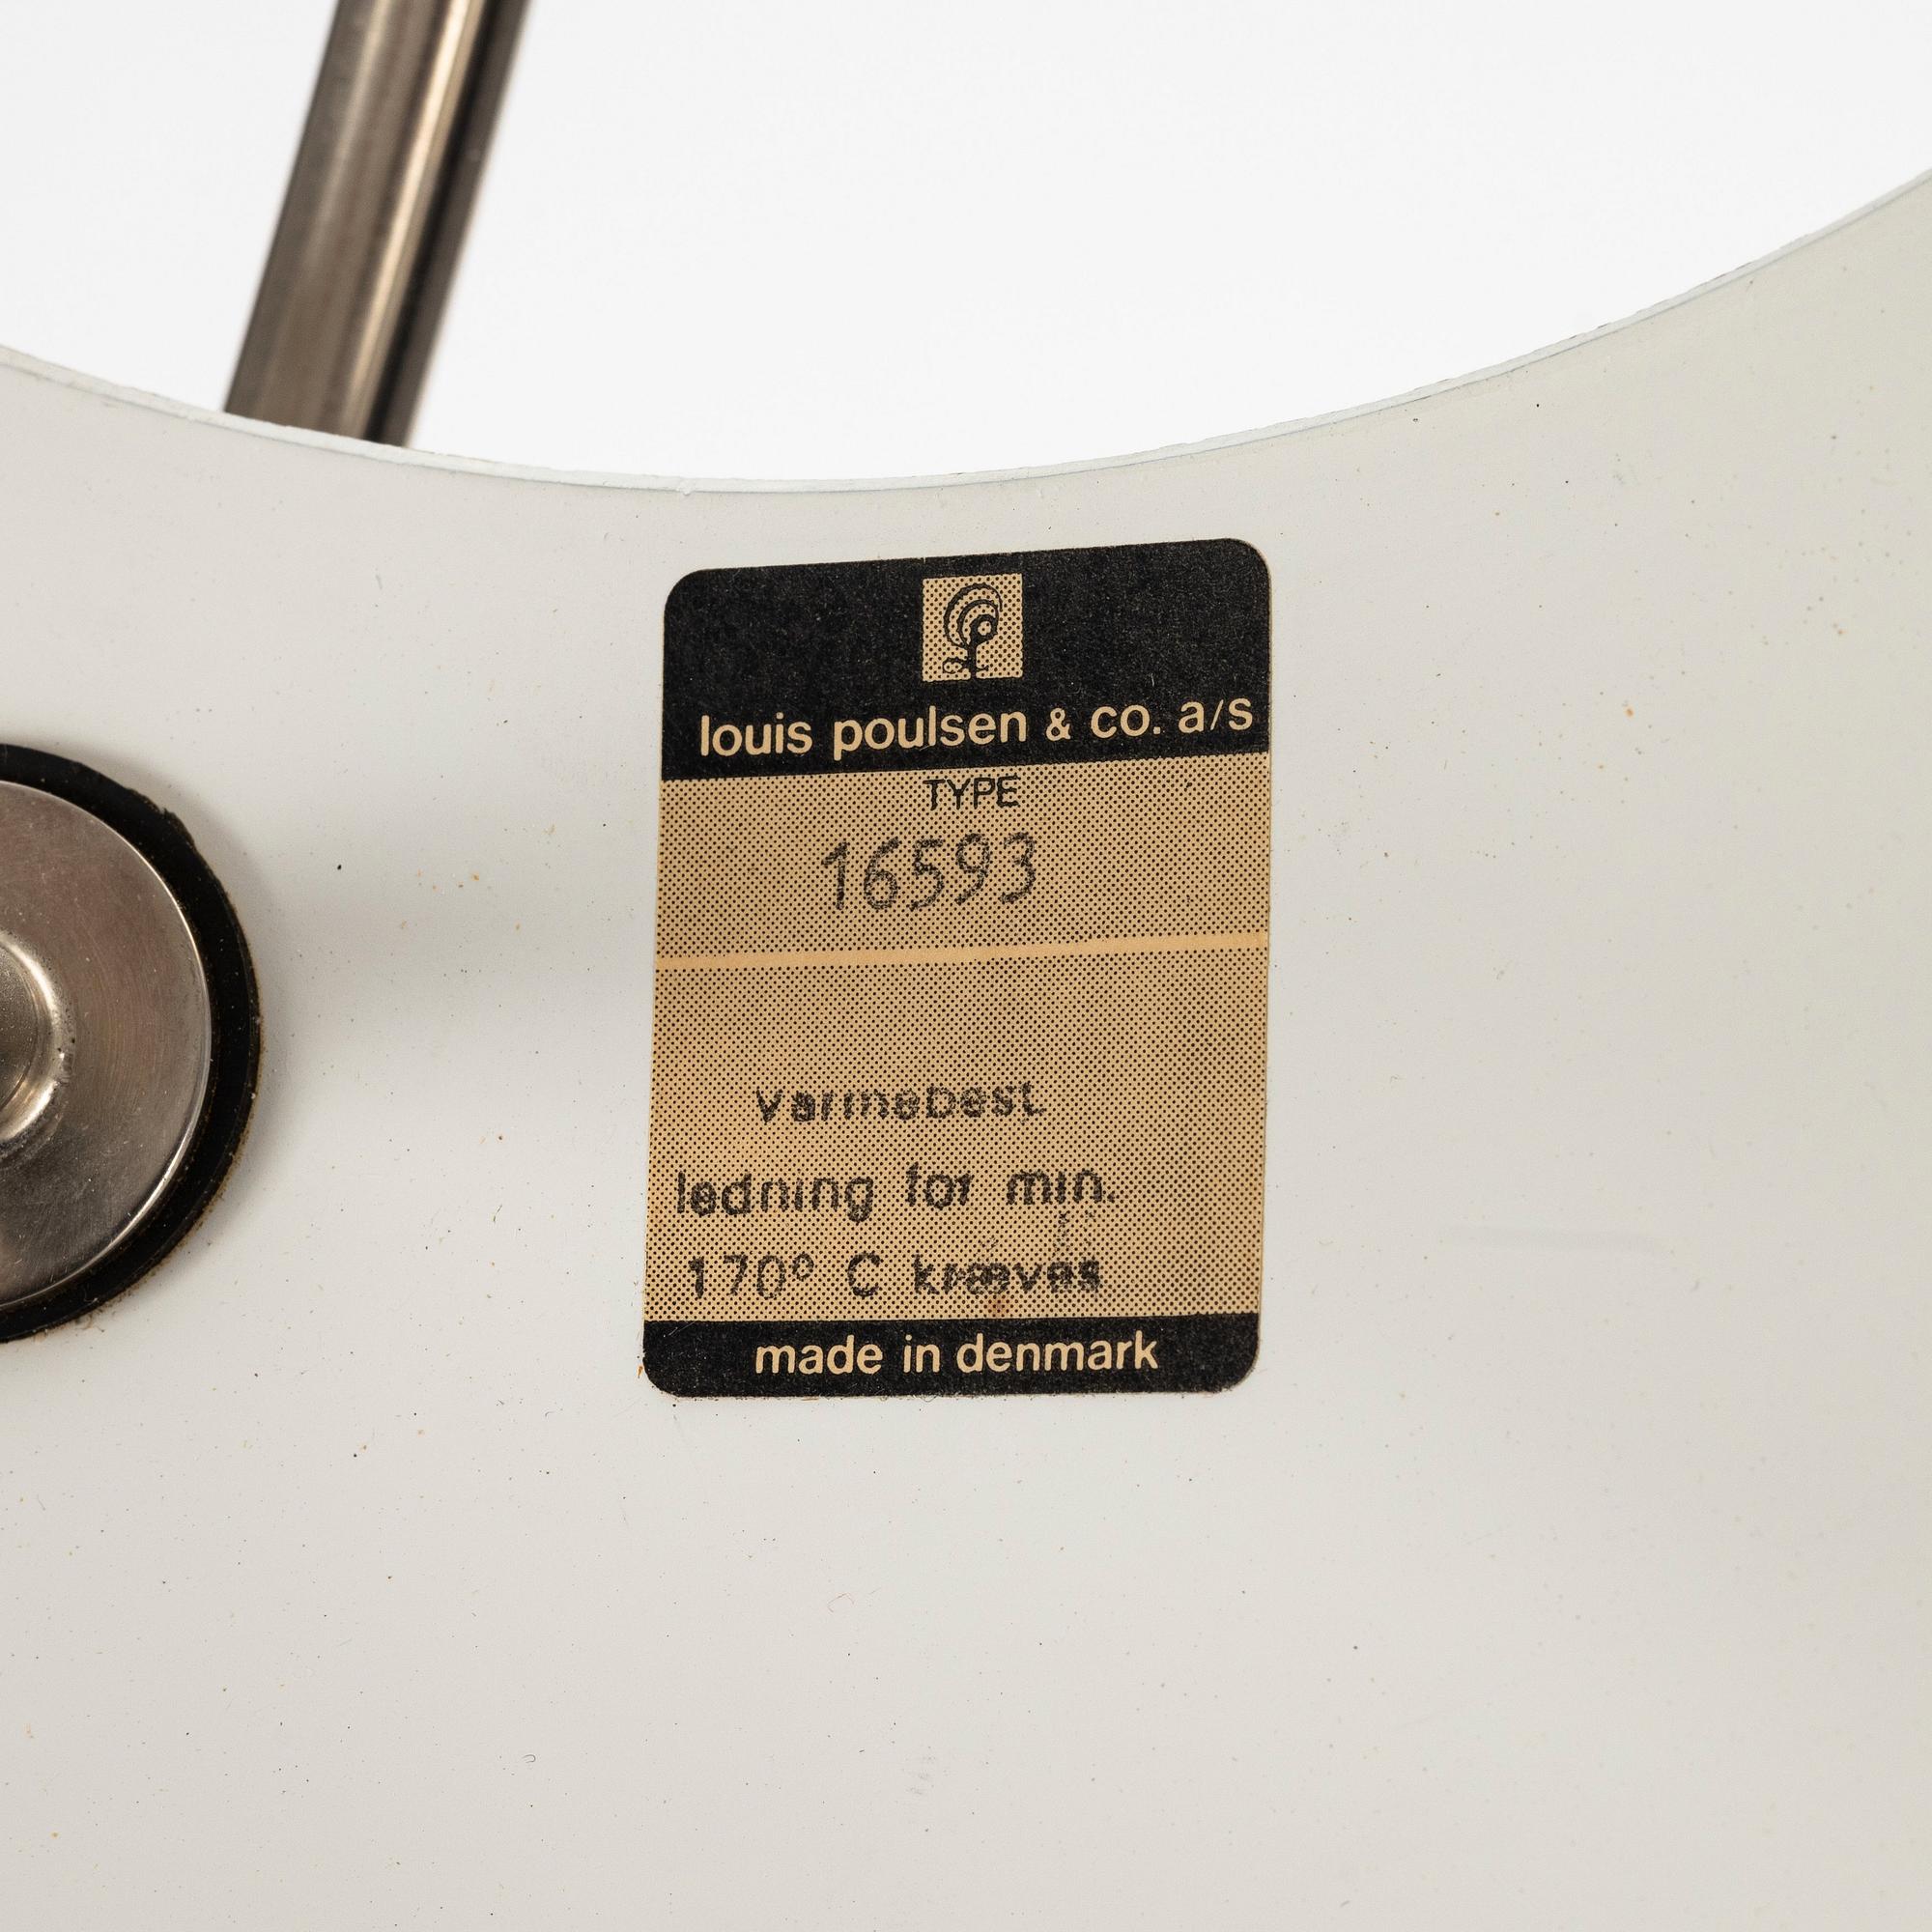 louis poulsen & co. a/s
TYPE
16593
varmebest.
ledning for min.
170° C kræves
made in denmark